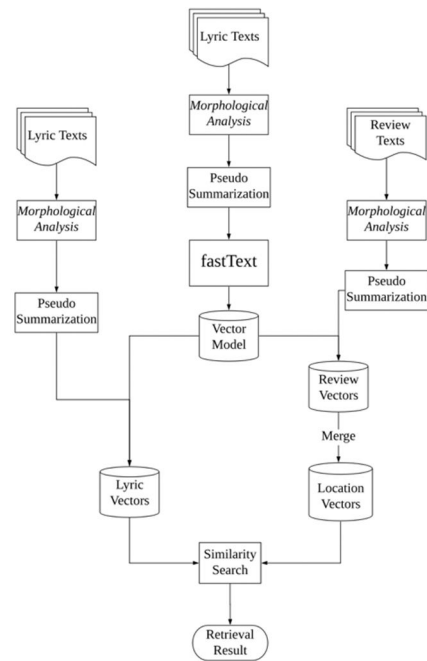 Lyric Texts
Morphological
Analysis
Pseudo
Summarization
fastText
Vector
Model
Lyric Texts
Morphological
Analysis
Pseudo
Summarization
Review
Texts
Morphological
Analysis
Pseudo
Summarization
Review
Vectors
Merge
Lyric
Vectors
Location
Vectors
Similarity
Search
Retrieval
Result